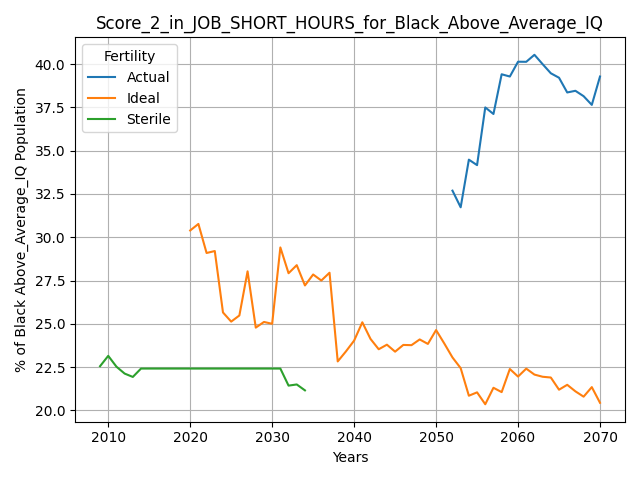 Score_2_in_JOB_SHORT_HOURS_for_Black_Above_Average_IQ
Fertility
Actual
Ideal
Sterile
% of Black Above_Average_IQ Population
40.0
37.5
35.0
32.5
30.0
27.5
25.0
22.5
20.0
2010 2020 2030 2040 2050 2060 2070
Years